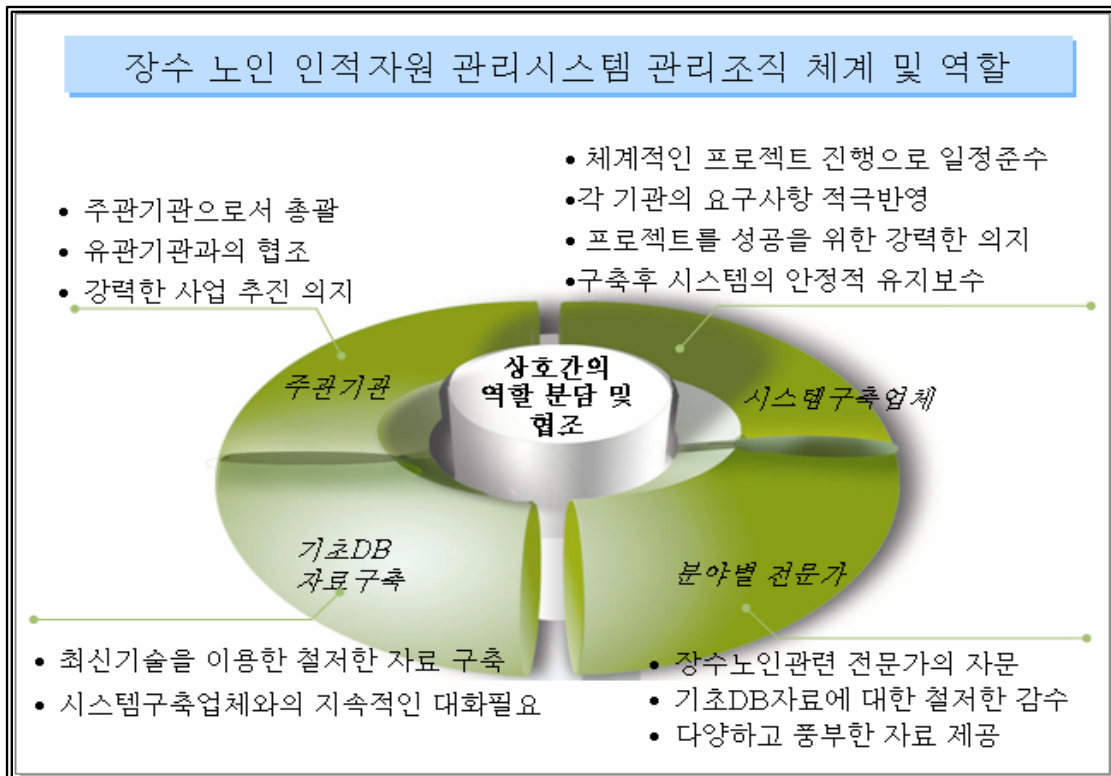 장수 노인 인적자원 관리시스템 관리조직 체계 및 역할
• 주관기관으로서 총괄
• 유관기관과의 협조
• 강력한 사업 추진 의지
• 체계적인 프로젝트 진행으로 일정준수
•각 기관의 요구사항 적극반영
• 프로젝트를 성공을 위한 강력한 의지
•구축후 시스템의 안정적 유지보수
주관기관
상호간의
역할 분담 및
협조
시스템구축업체
기초DB
자료구축
분야별 전문가
• 최신기술을 이용한 철저한 자료 구축
• 시스템구축업체와의 지속적인 대화필요
• 장수노인관련 전문가의 자문
• 기초DB자료에 대한 철저한 감수
• 다양하고 풍부한 자료 제공